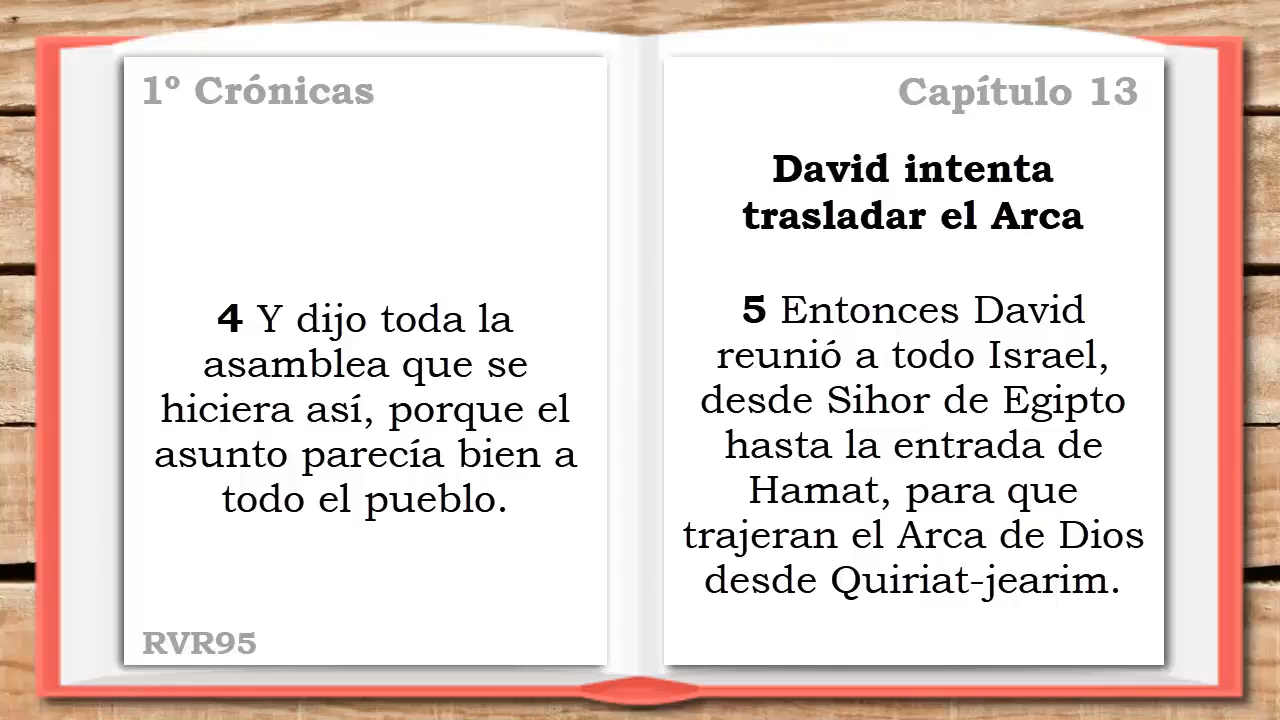 1º Crónicas
4 Y dijo toda la
asamblea que se
hiciera así, porque el
asunto parecía bien a
todo el pueblo.
RVR95
Capítulo 13
David intenta
trasladar el Arca
5 Entonces David
reunió a todo Israel,
desde Sihor de Egipto
hasta la entrada de
Hamat, para que
trajeran el Arca de Dios
desde Quiriat-jearim.